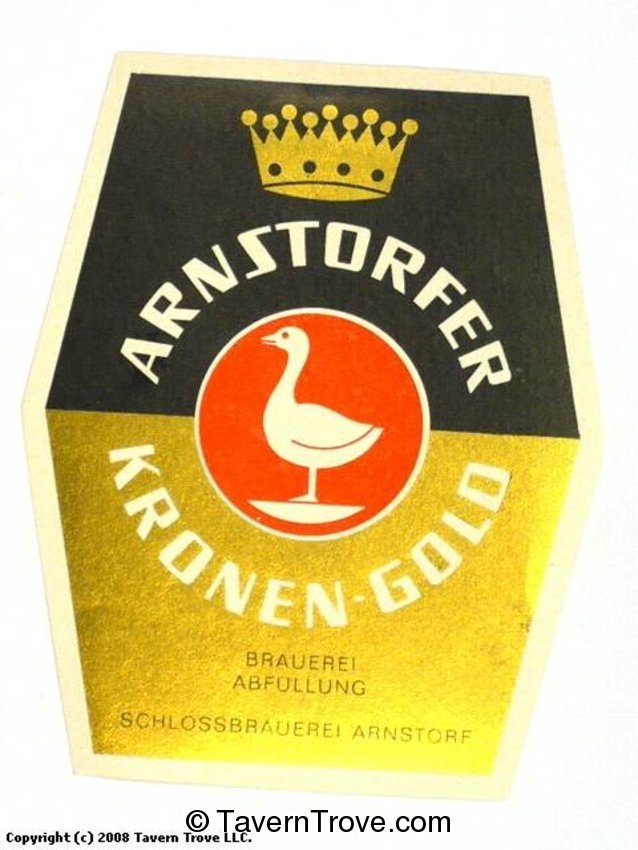 ARNSTORFER
KRONEN-GOLD
BRAUEREI
ABFÜLLUNG
SCHLOSSBRAUEREI ARNSTORF
© TavernTrove.com
Copyright (c) 2008 Tavern Trove LLC.